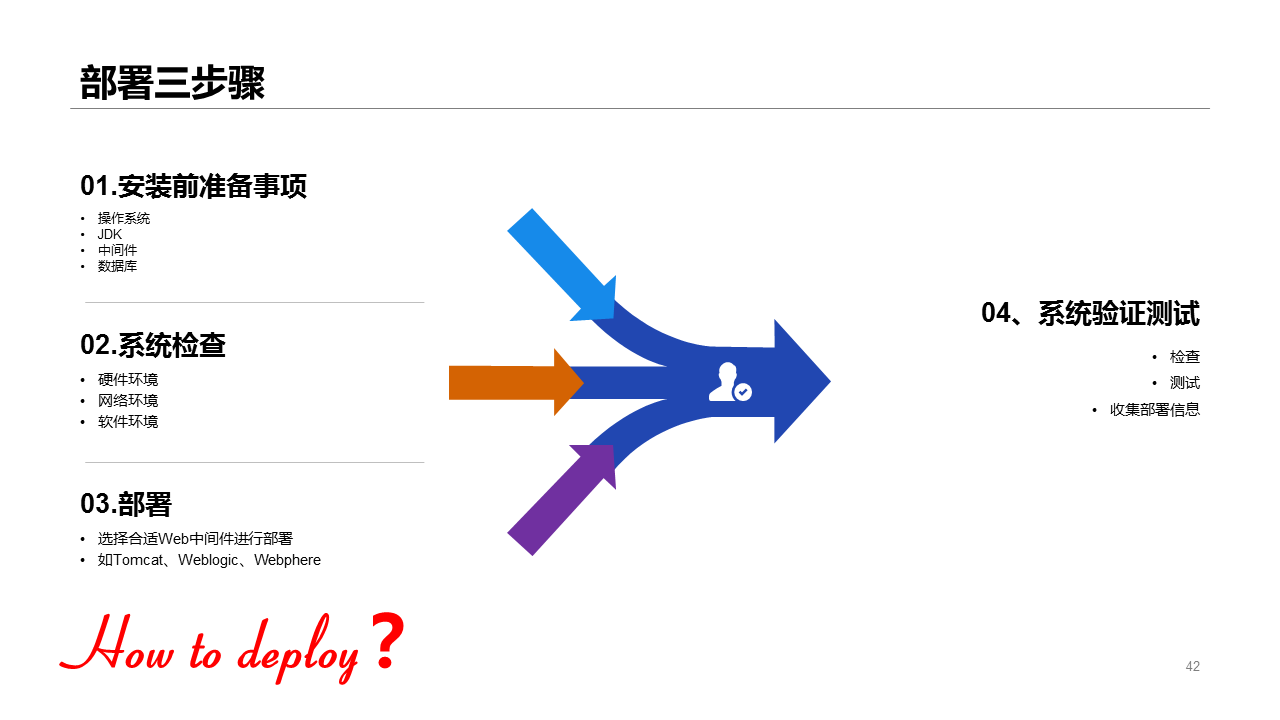 部署三步骤
01.安装前准备事项
• 操作系统
• JDK
• 中间件
• 数据库
02.系统检查
• 硬件环境
• 网络环境
• 软件环境
03.部署
• 选择合适Web中间件进行部署
• 如Tomcat、Weblogic、Webphere
04、系统验证测试
• 检查
• 测试
• 收集部署信息
How to deploy?
42